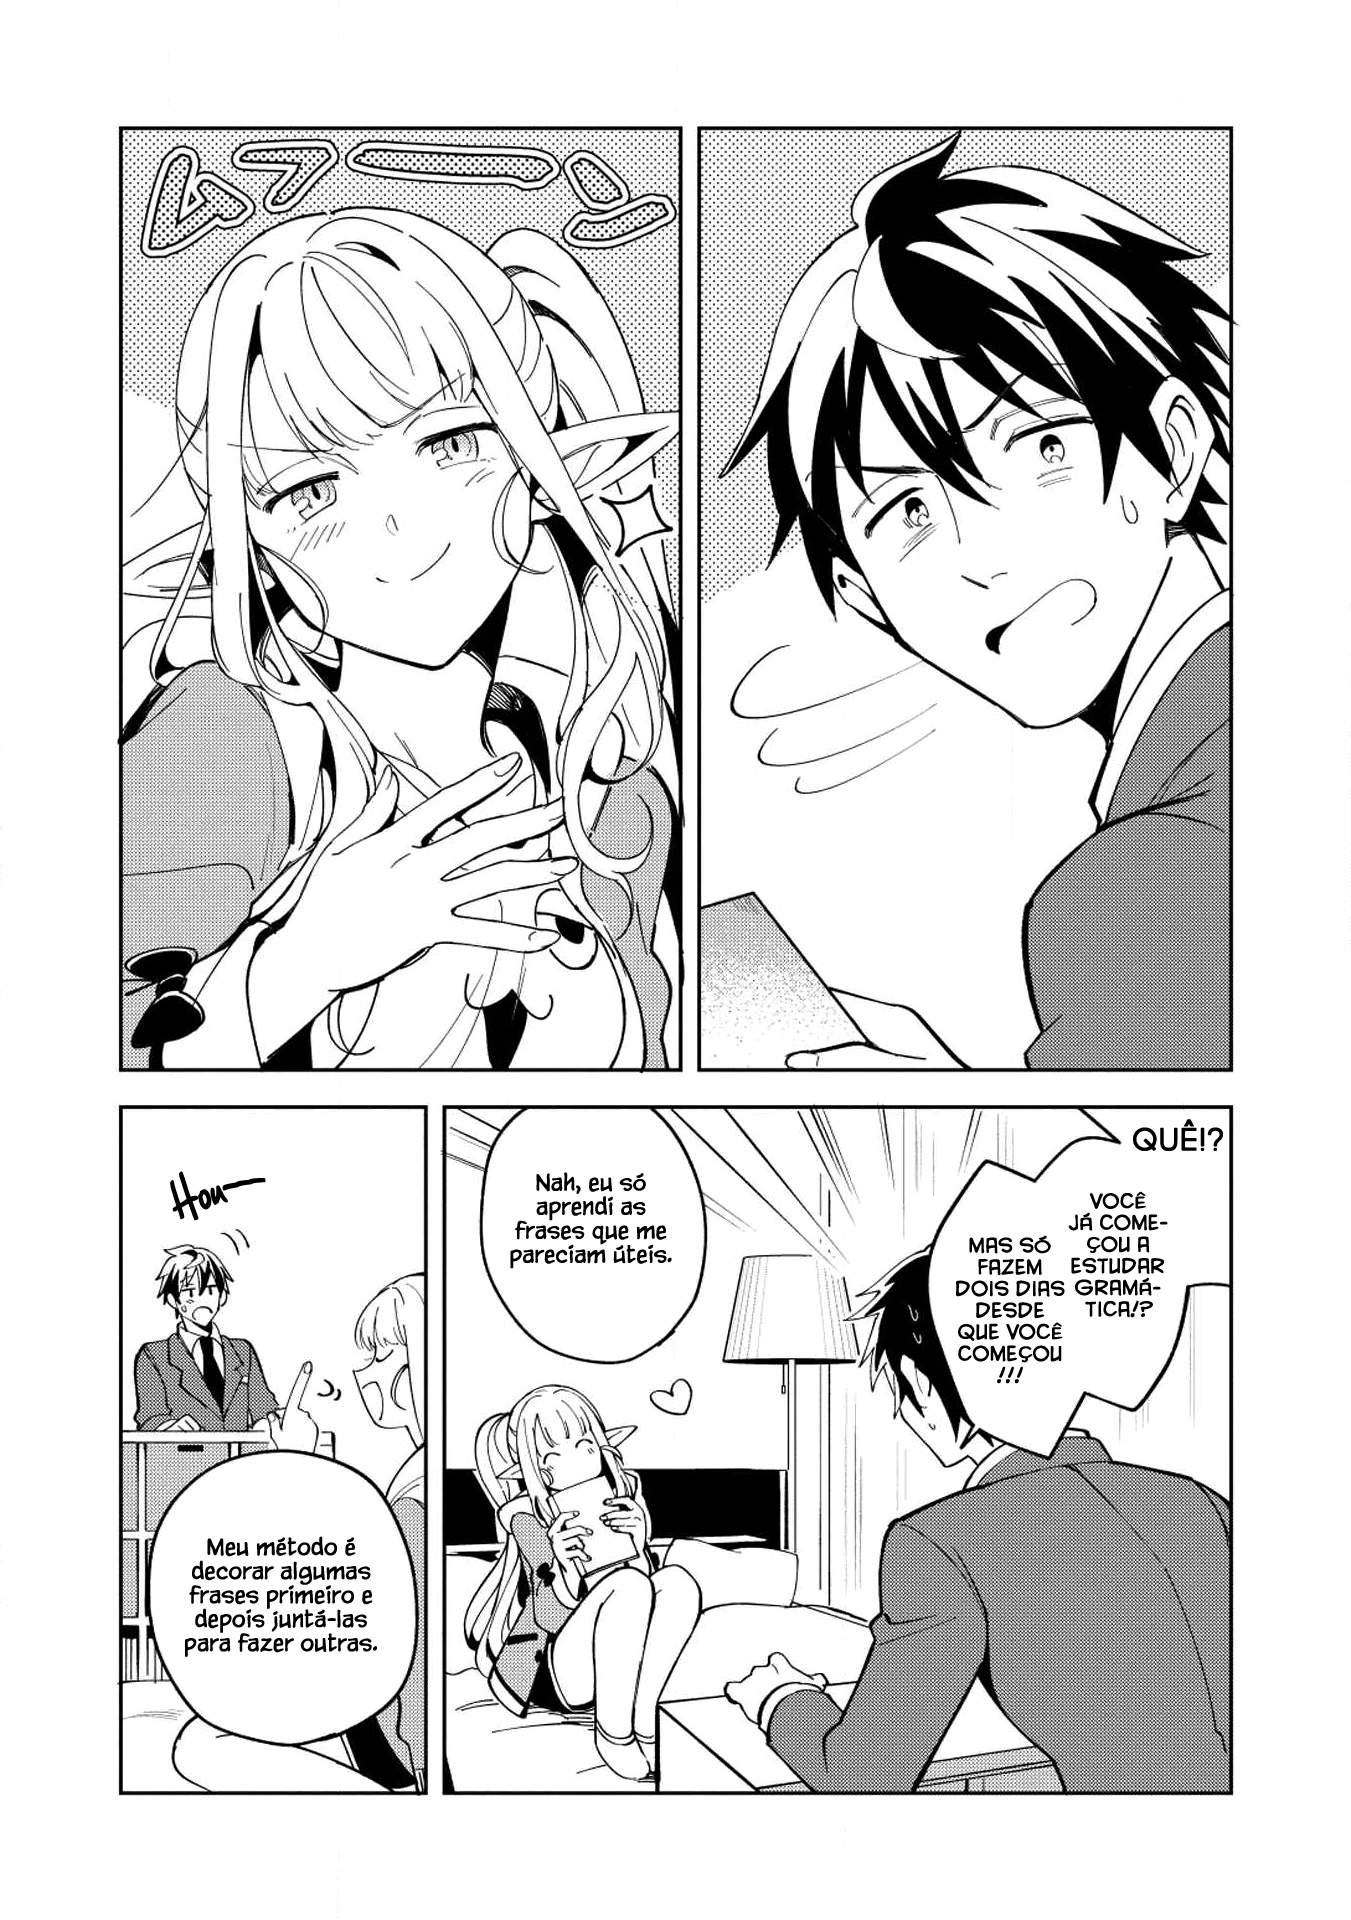 ムフーン
QUÊ!?
VOCÊ
JÁ COME-
ÇOU A
ESTUDAR
GRAMÁ-
TICA!?
MAS SÓ
FAZEM
DOIS DIAS
DESDE
QUE VOCÊ
COMEÇOU
!!!
Nah, eu só
aprendi as
frases que me
pareciam úteis.
Hou—
Meu método é
decorar algumas
frases primeiro e
depois juntá-las
para fazer outras.